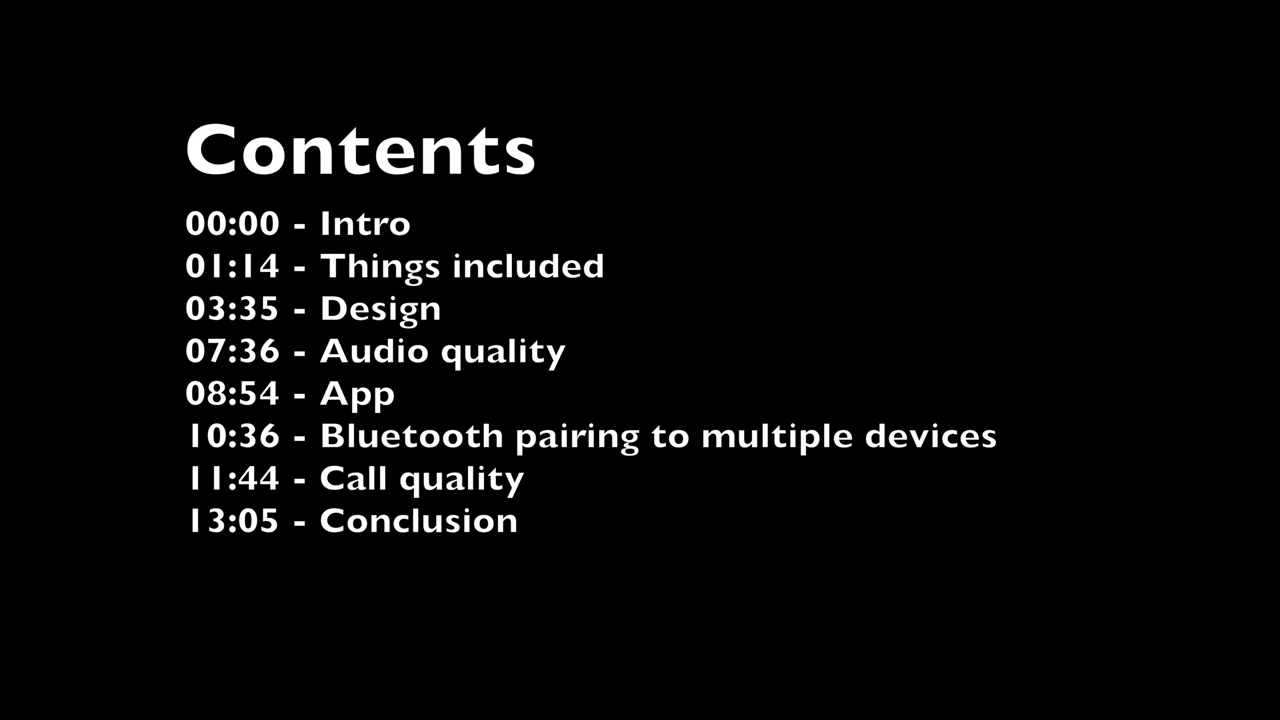 Contents
00:00 - Intro
01:14 - Things included
03:35 - Design
07:36 - Audio quality
08:54 - App
10:36 - Bluetooth pairing to multiple devices
11:44 - Call quality
13:05 - Conclusion